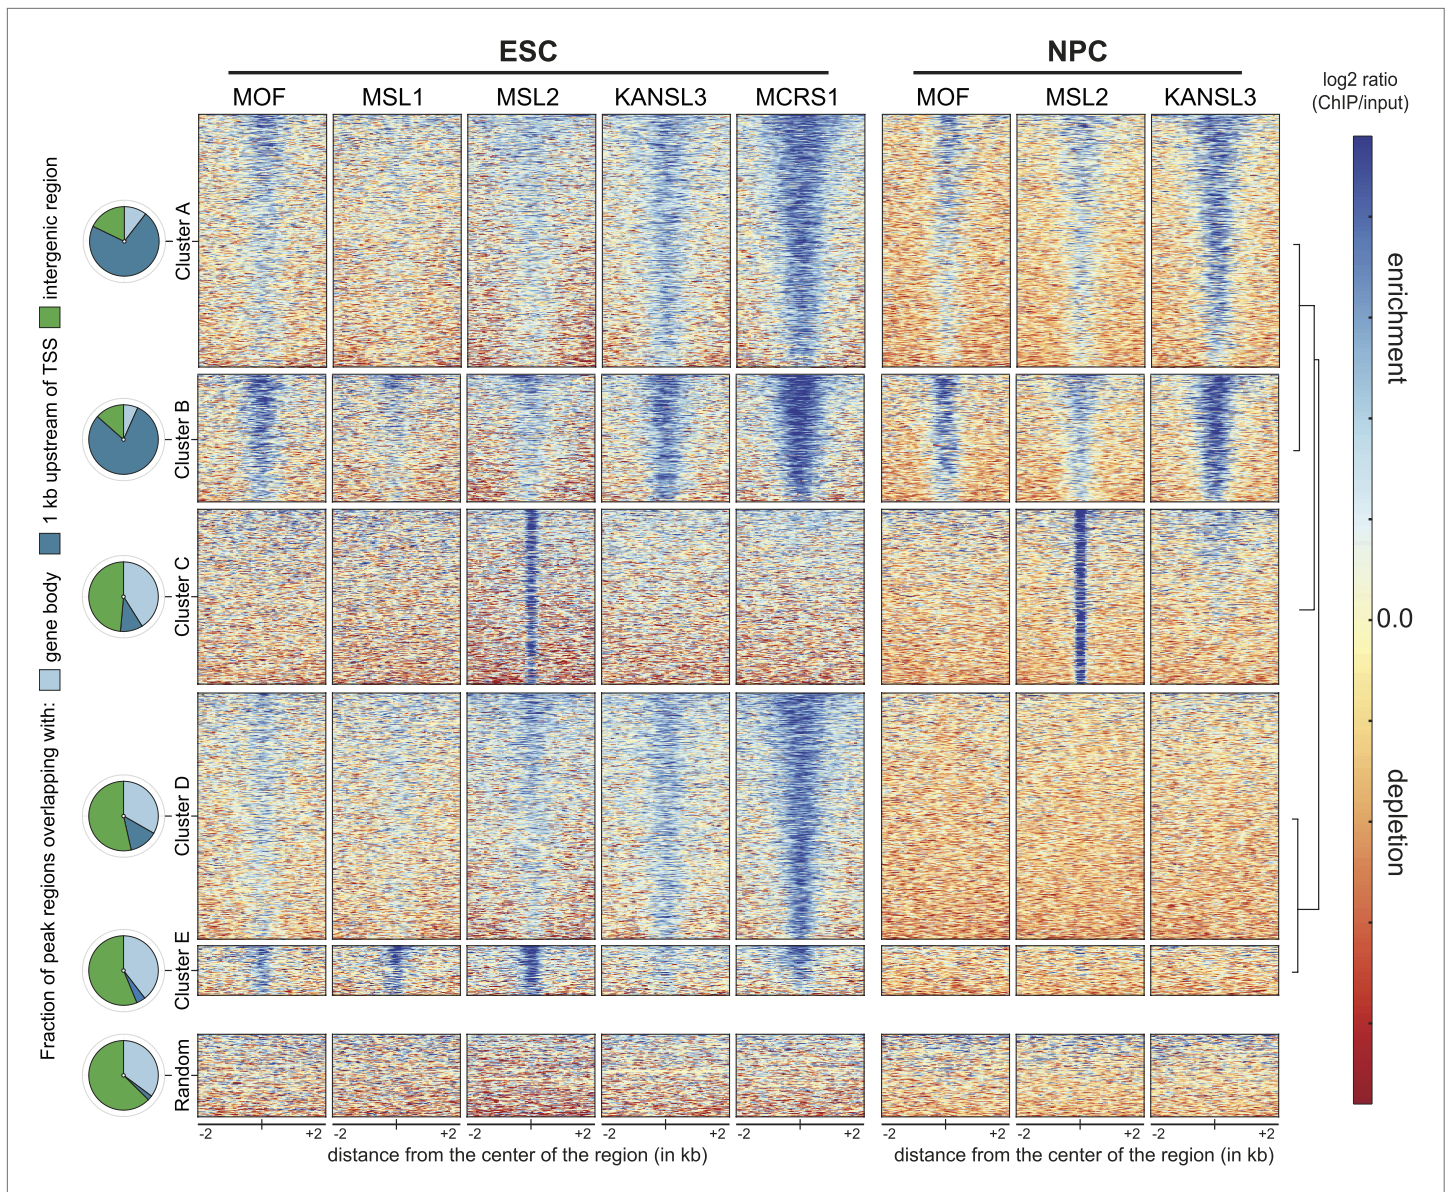 ESC
NPC
MOF
MSL1
MSL2
KANSL3
MCRS1
MOF
MSL2
KANSL3
log2 ratio
(ChIP/input)
Fraction of peak regions overlapping with: gene body 1 kb upstream of TSS intergenic region
Cluster A
Cluster B
Cluster C
Cluster D
Cluster E
Random
enrichment
0.0
depletion
-2 +2 -2 +2 -2 +2 -2 +2 -2 +2 -2 +2 -2 +2 -2 +2
distance from the center of the region (in kb)
distance from the center of the region (in kb)